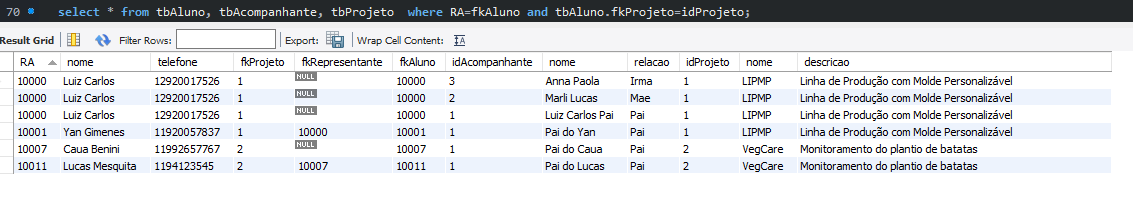 70 select * from tbAluno, tbAcompanhante, tbProjeto where RA=fkAluno and tbAluno.fkProjeto=idProjeto;
Result Grid Filter Rows: Export: Wrap Cell Content:
RA nome telefone fkProjeto fkRepresentante fkAluno idAcompanhante nome relacao idProjeto nome descricao
10000 Luiz Carlos 12920017526 1 NULL 10000 3 Anna Paola Irma 1 LIPMP Linha de Produção com Molde Personalizável
10000 Luiz Carlos 12920017526 1 NULL 10000 2 Marli Lucas Mae 1 LIPMP Linha de Produção com Molde Personalizável
10000 Luiz Carlos 12920017526 1 NULL 10000 1 Luiz Carlos Pai Pai 1 LIPMP Linha de Produção com Molde Personalizável
10001 Yan Gimenes 11920057837 1 10000 10001 1 Pai do Yan Pai 1 LIPMP Linha de Produção com Molde Personalizável
10007 Caua Benini 11992657767 2 NULL 10007 1 Pai do Caua Pai 2 VegCare Monitoramento do plantio de batatas
10011 Lucas Mesquita 1194123545 2 10007 10011 1 Pai do Lucas Pai 2 VegCare Monitoramento do plantio de batatas